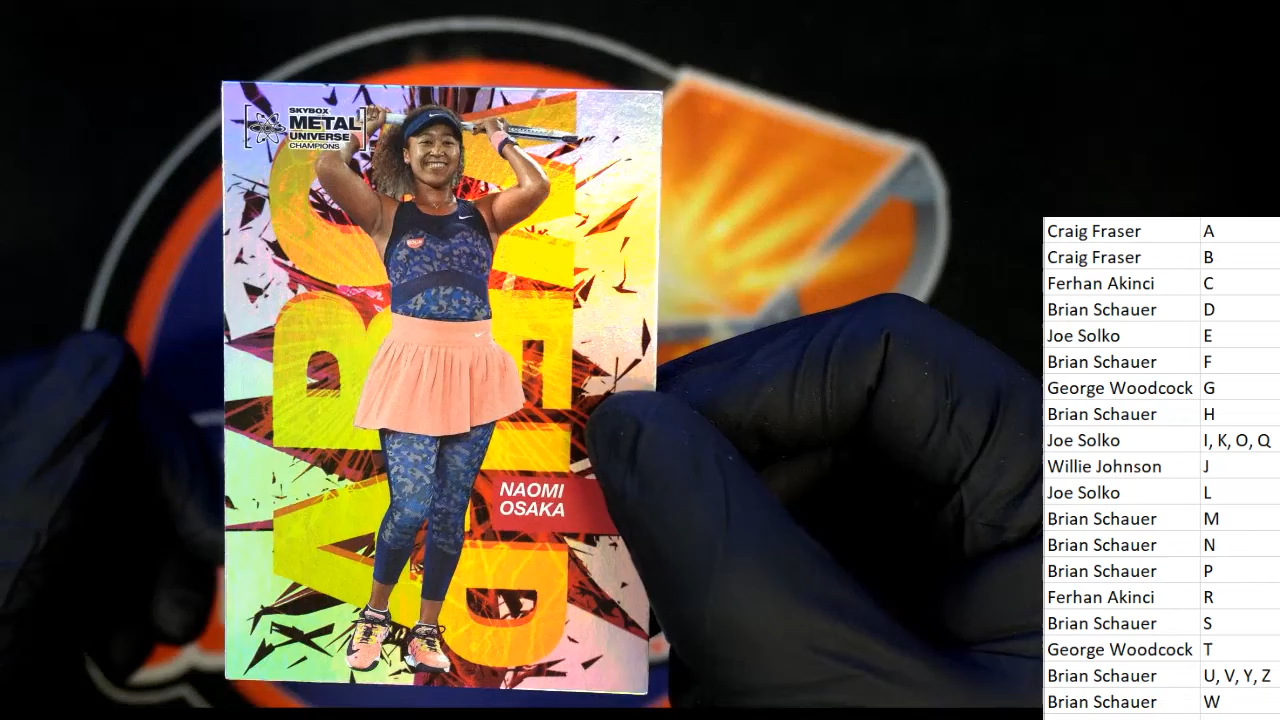 SKYBOX
METAL
UNIVERSE
CHAMPIONS
NAOMI
OSAKA
Craig Fraser A
Craig Fraser B
Ferhan Akinci C
Brian Schauer D
Joe Solko E
Brian Schauer F
George Woodcock G
Brian Schauer H
Joe Solko I, K, O, Q
Willie Johnson J
Joe Solko L
Brian Schauer M
Brian Schauer N
Brian Schauer P
Ferhan Akinci R
Brian Schauer S
George Woodcock T
Brian Schauer U, V, Y, Z
Brian Schauer W